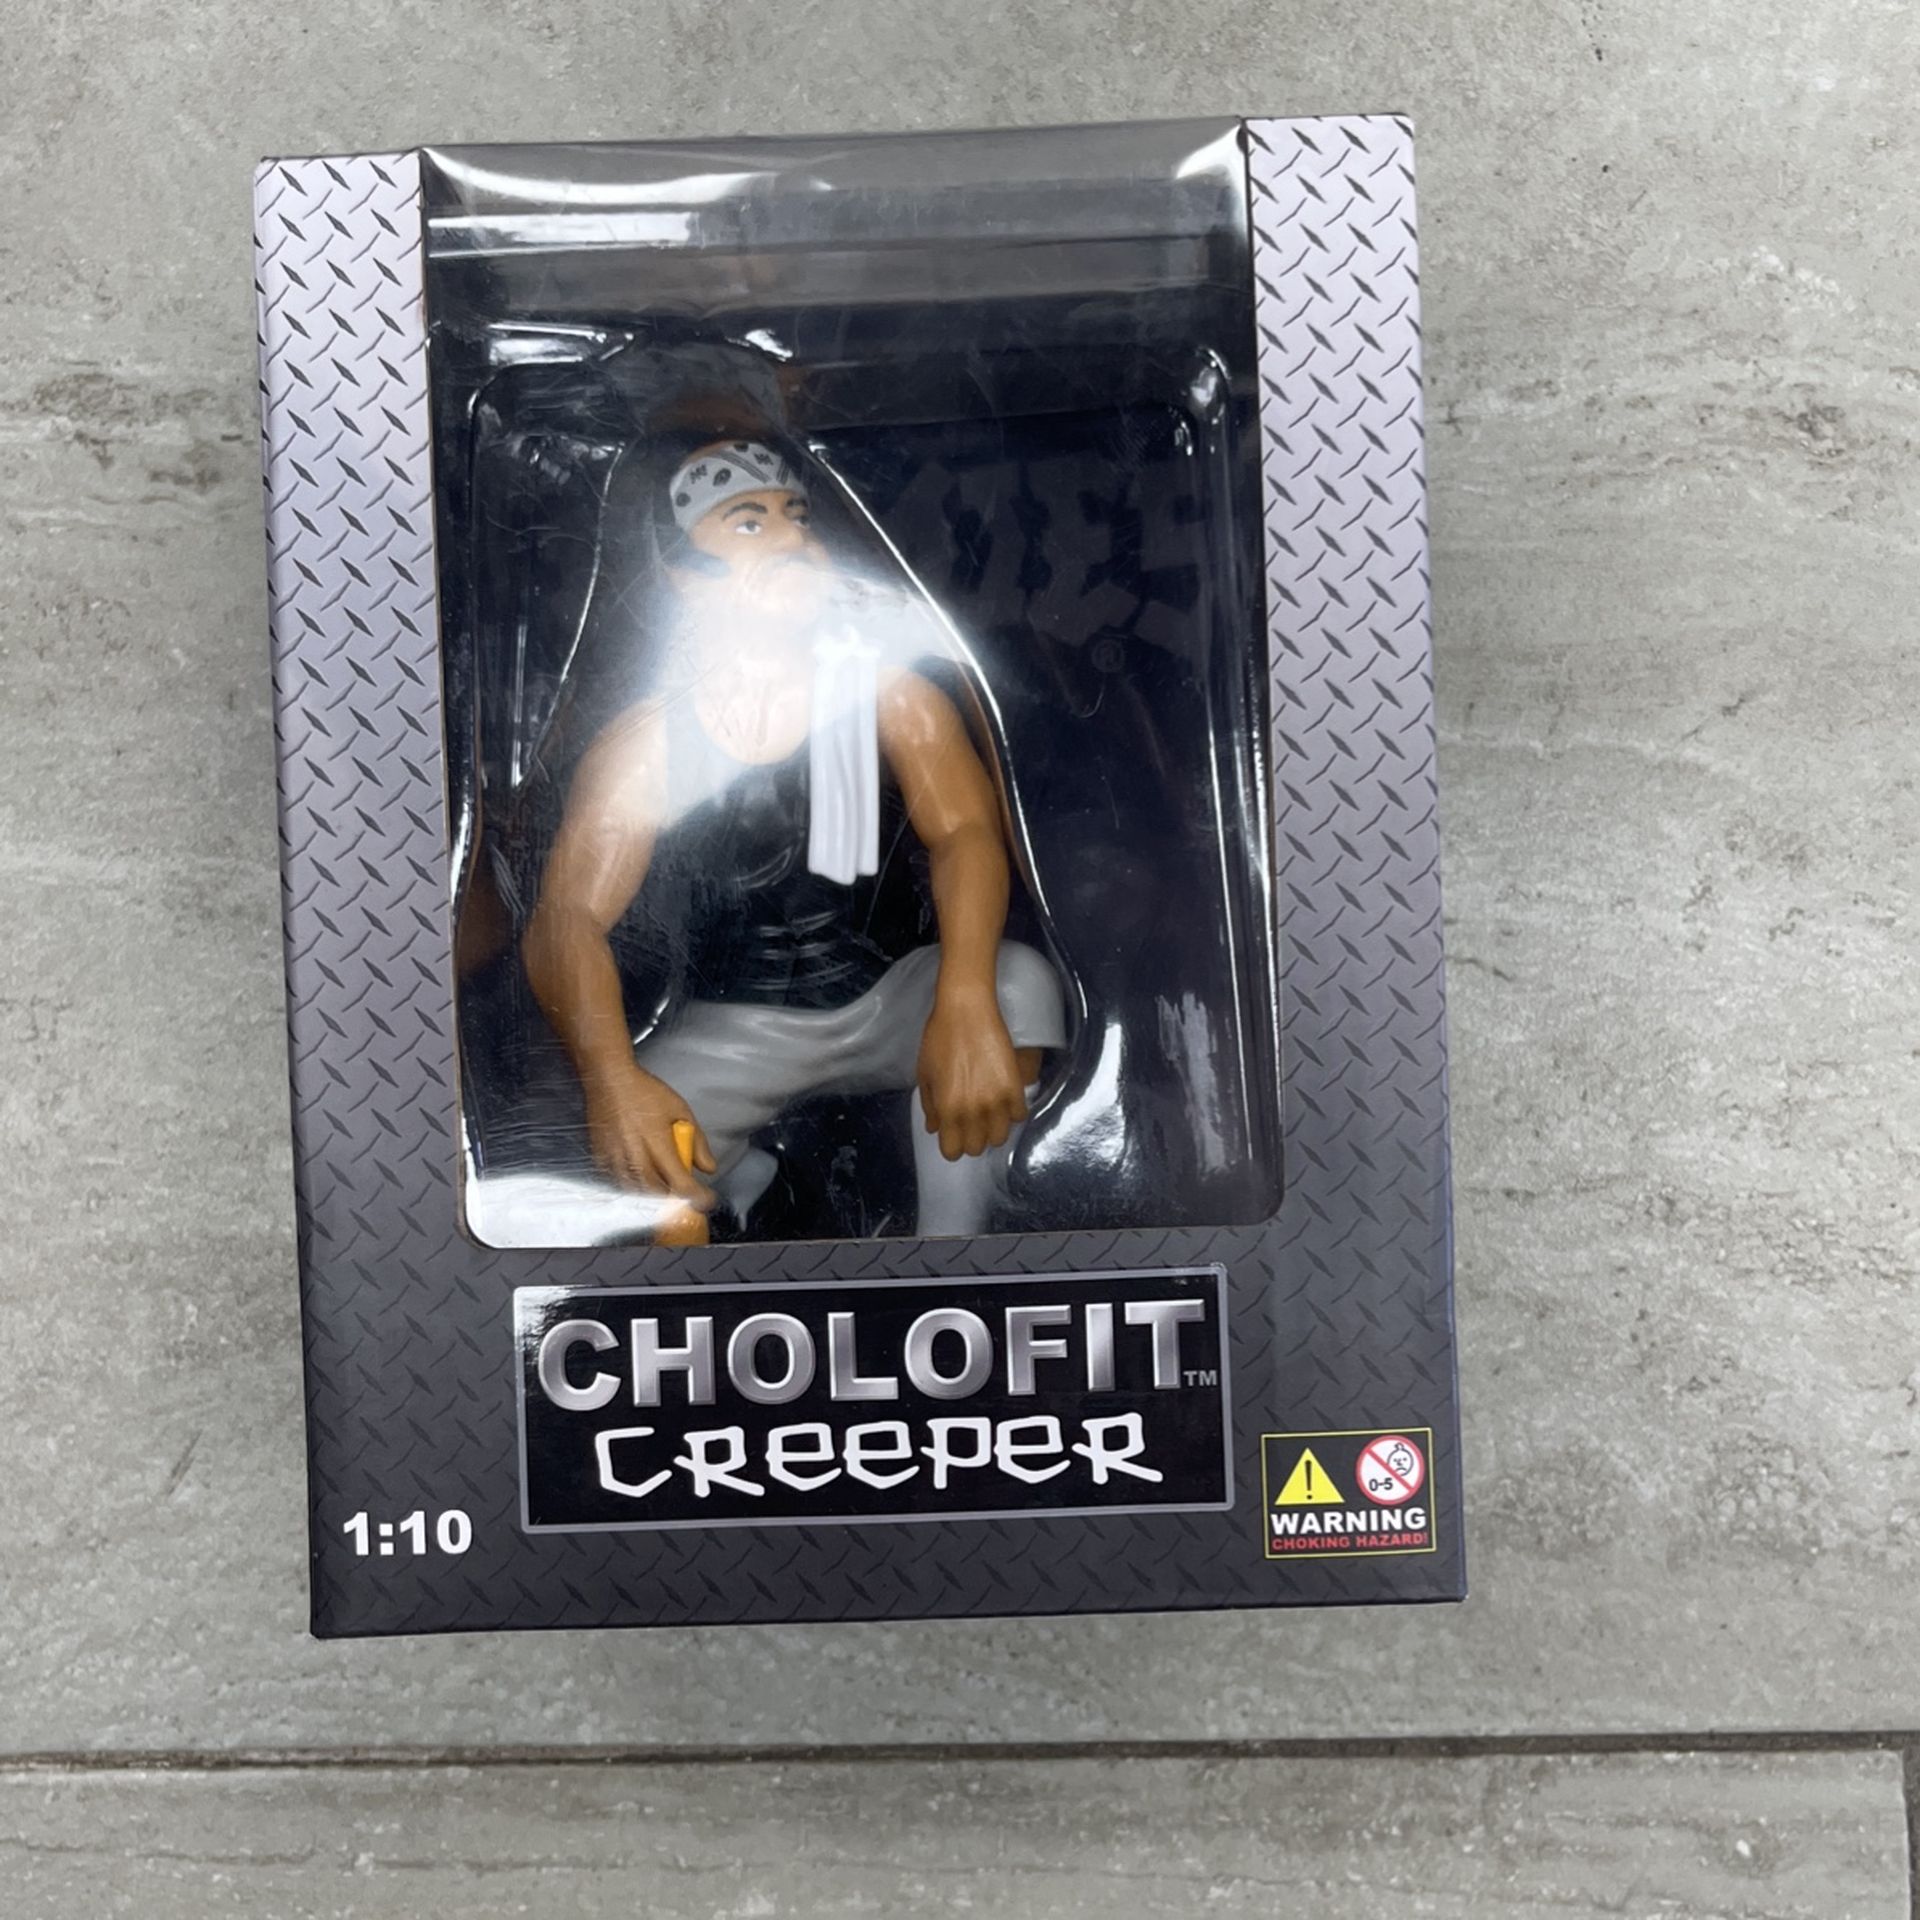 CHOLOFIT™
CREEPER
1:10
0-5
WARNING
CHOKING HAZARD!